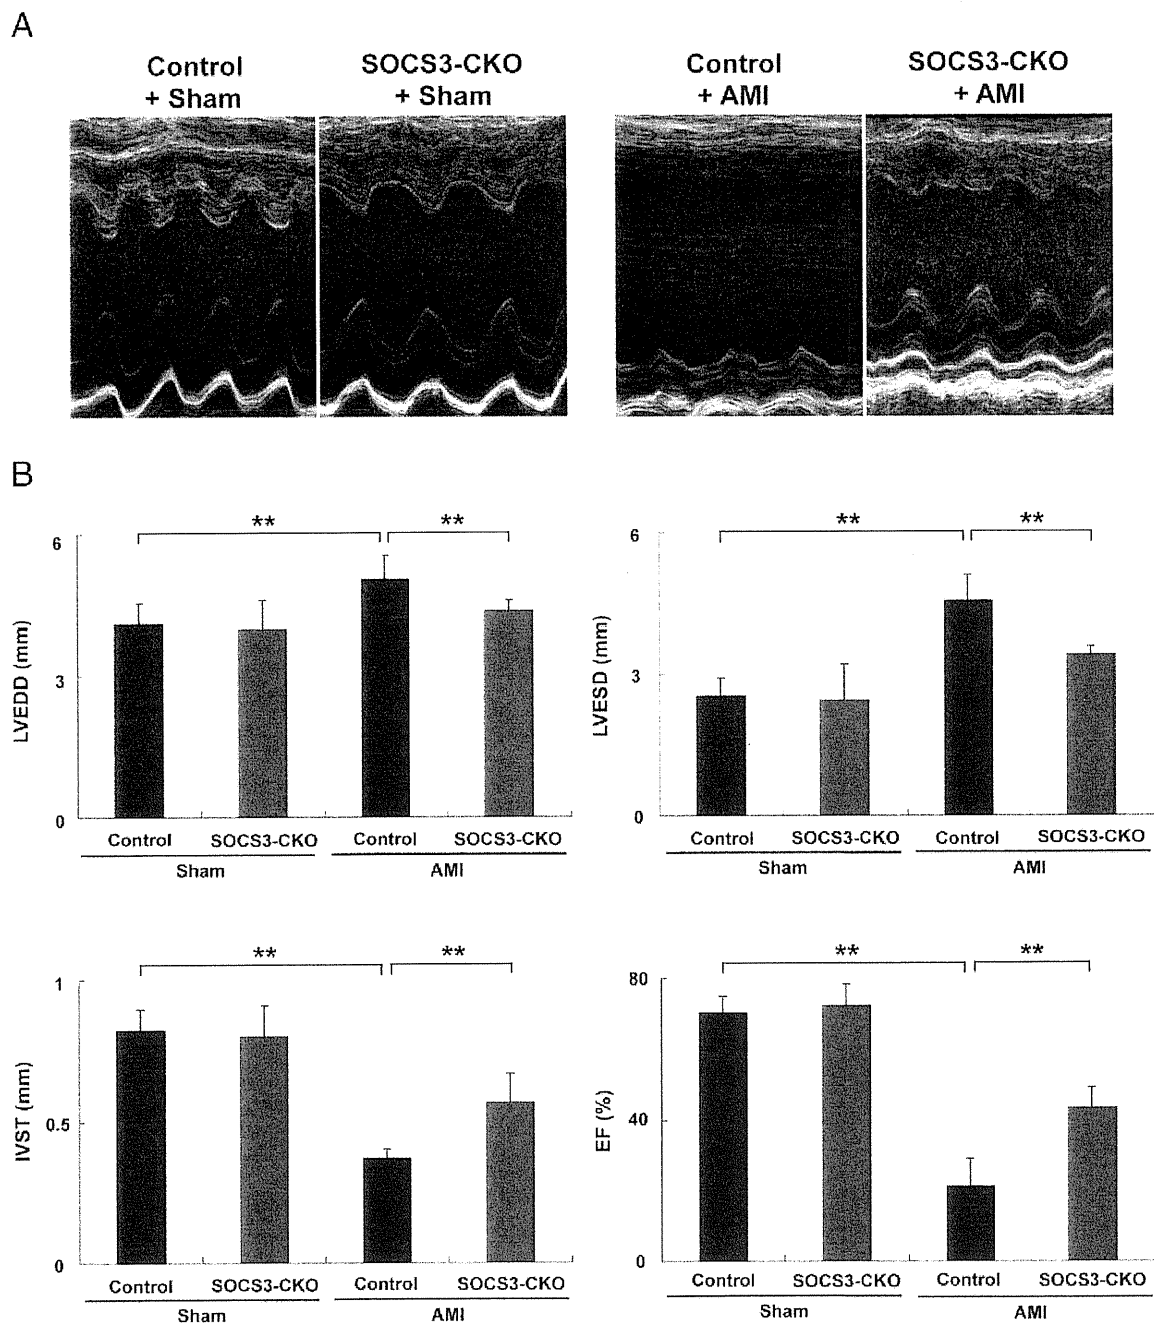 A
Control
+ Sham
SOCS3-CKO
+ Sham
Control
+ AMI
SOCS3-CKO
+ AMI
B
**
**
6
3
0
LVEDD (mm)
Control
SOCS3-CKO
Control
SOCS3-CKO
Sham
AMI
**
**
6
3
0
LVESD (mm)
Control
SOCS3-CKO
Control
SOCS3-CKO
Sham
AMI
**
**
1
0.5
0
IVST (mm)
Control
SOCS3-CKO
Control
SOCS3-CKO
Sham
AMI
**
**
80
40
0
EF (%)
Control
SOCS3-CKO
Control
SOCS3-CKO
Sham
AMI